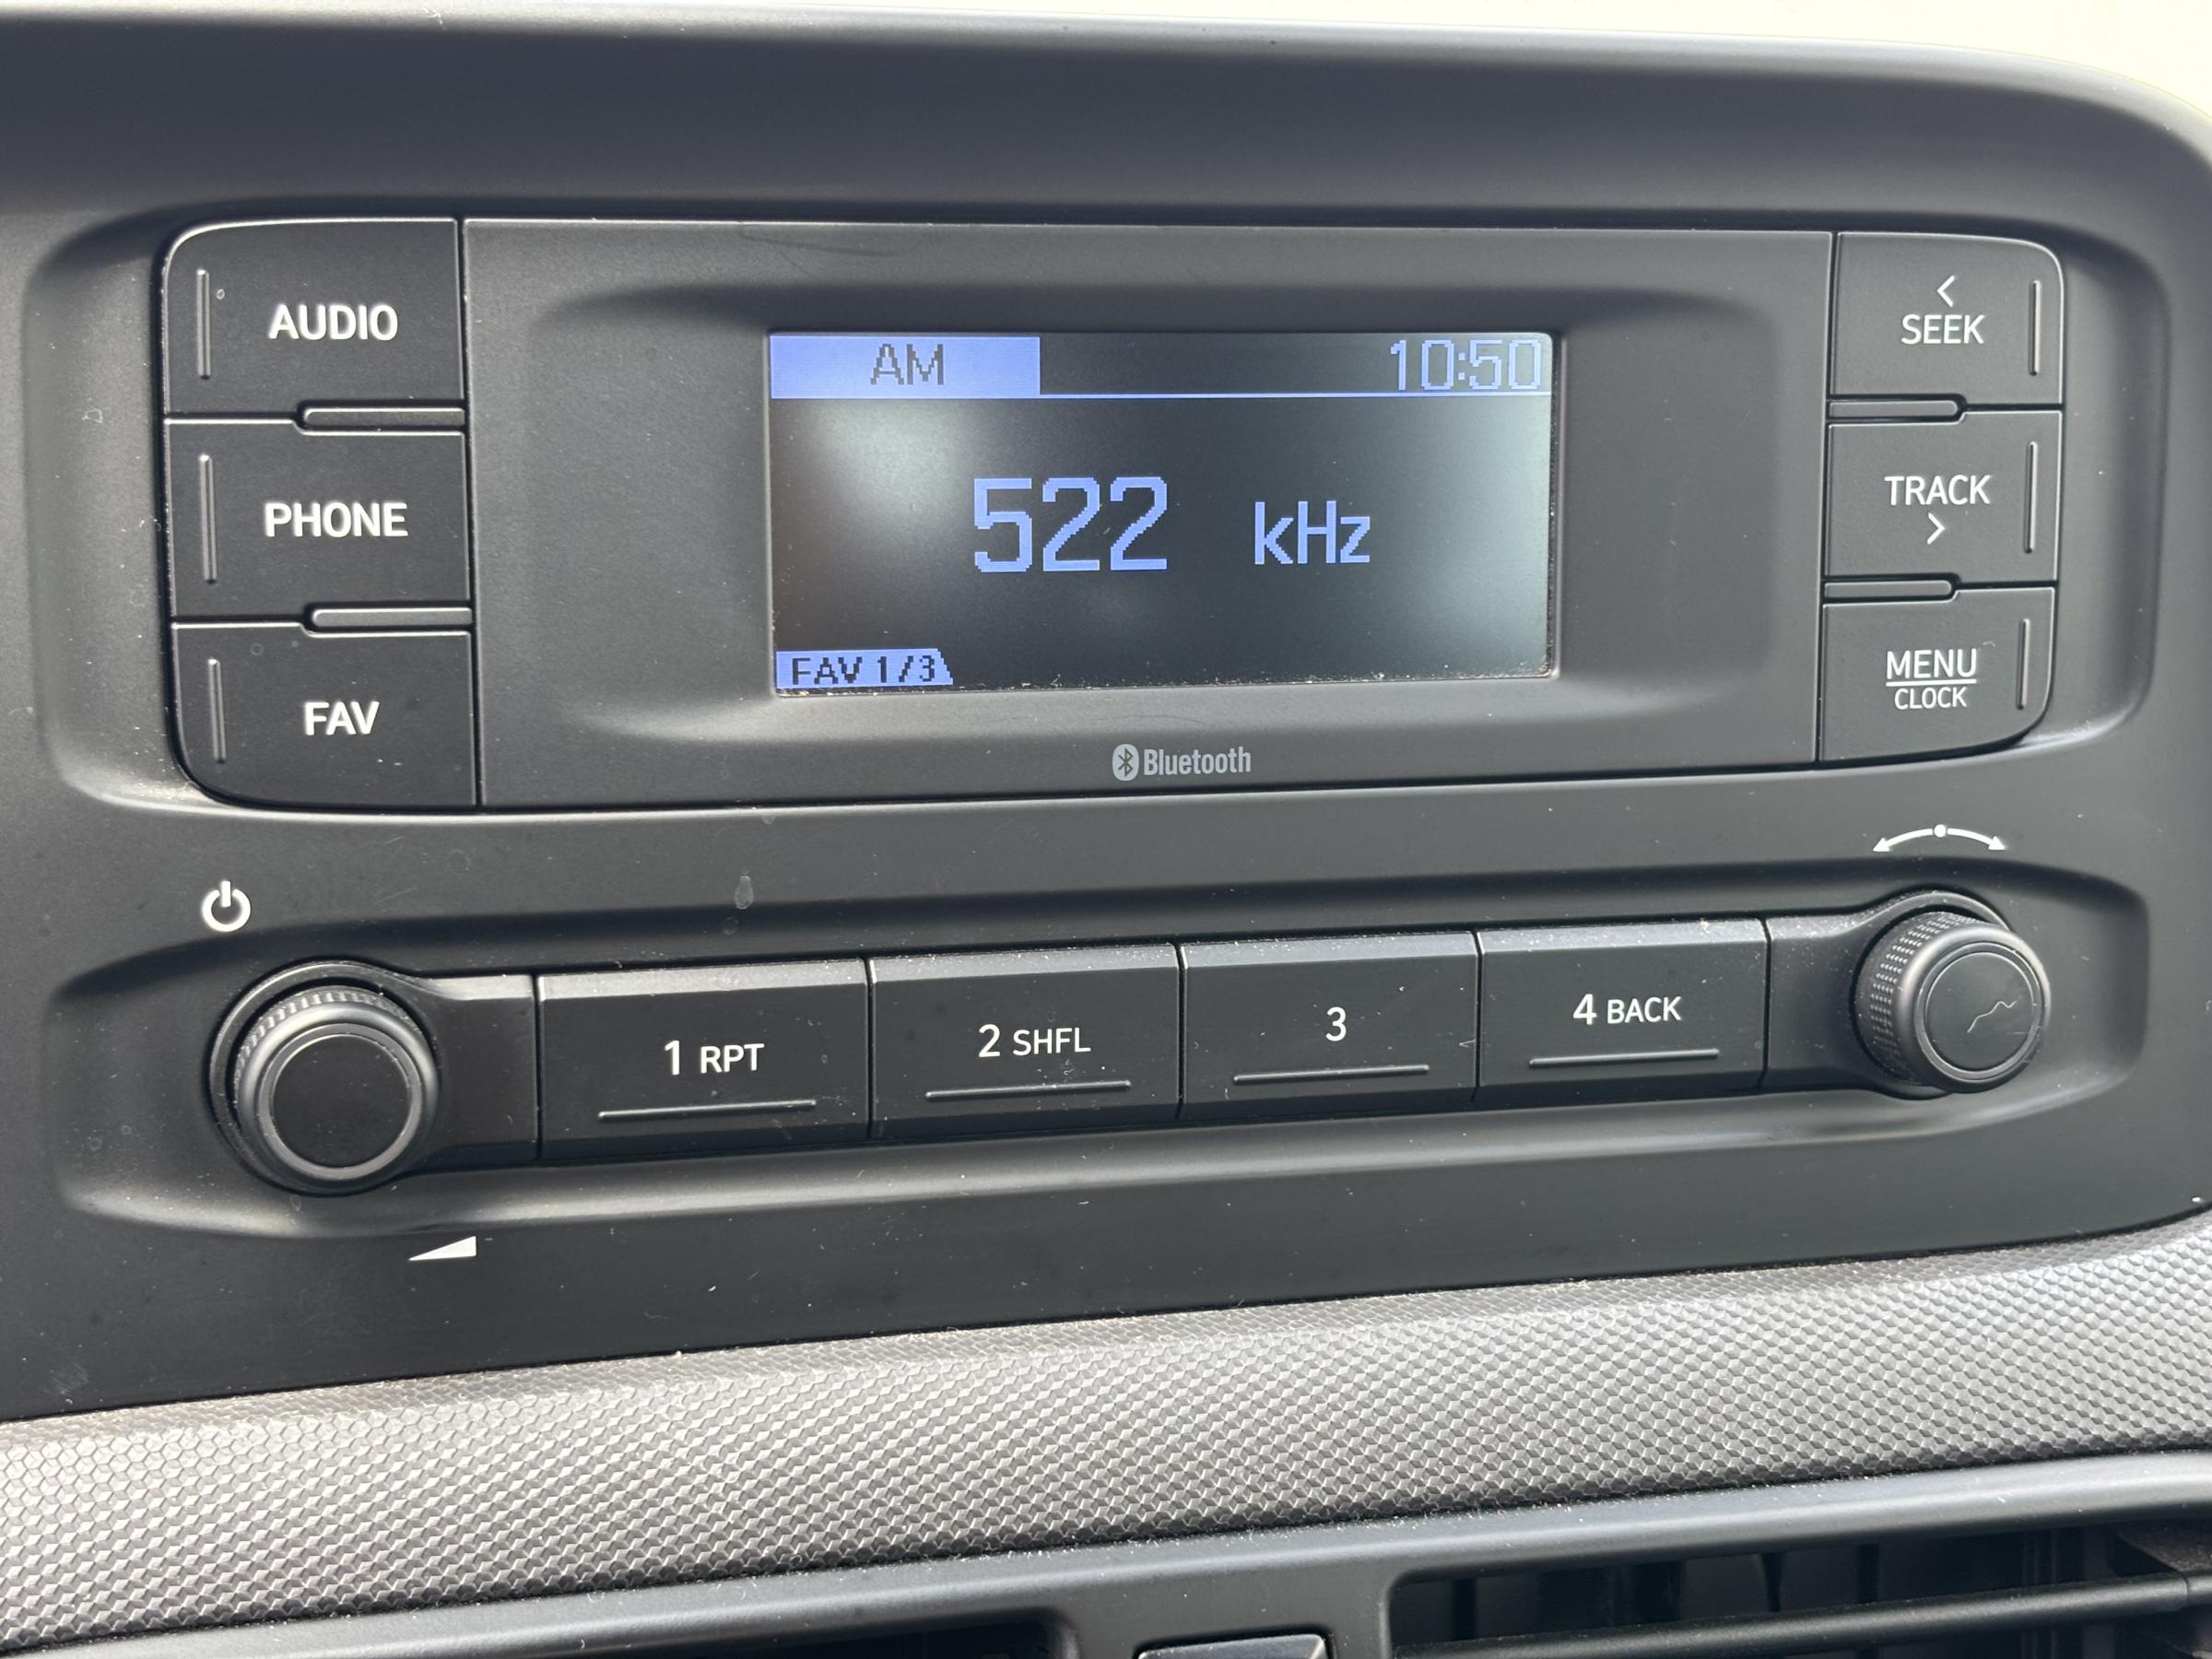 AUDIO
PHONE
FAV
AM 10:50
522 kHz
FAV 1/3
Bluetooth
SEEK
TRACK
MENU
CLOCK
1 RPT
2 SHFL
3
4 BACK